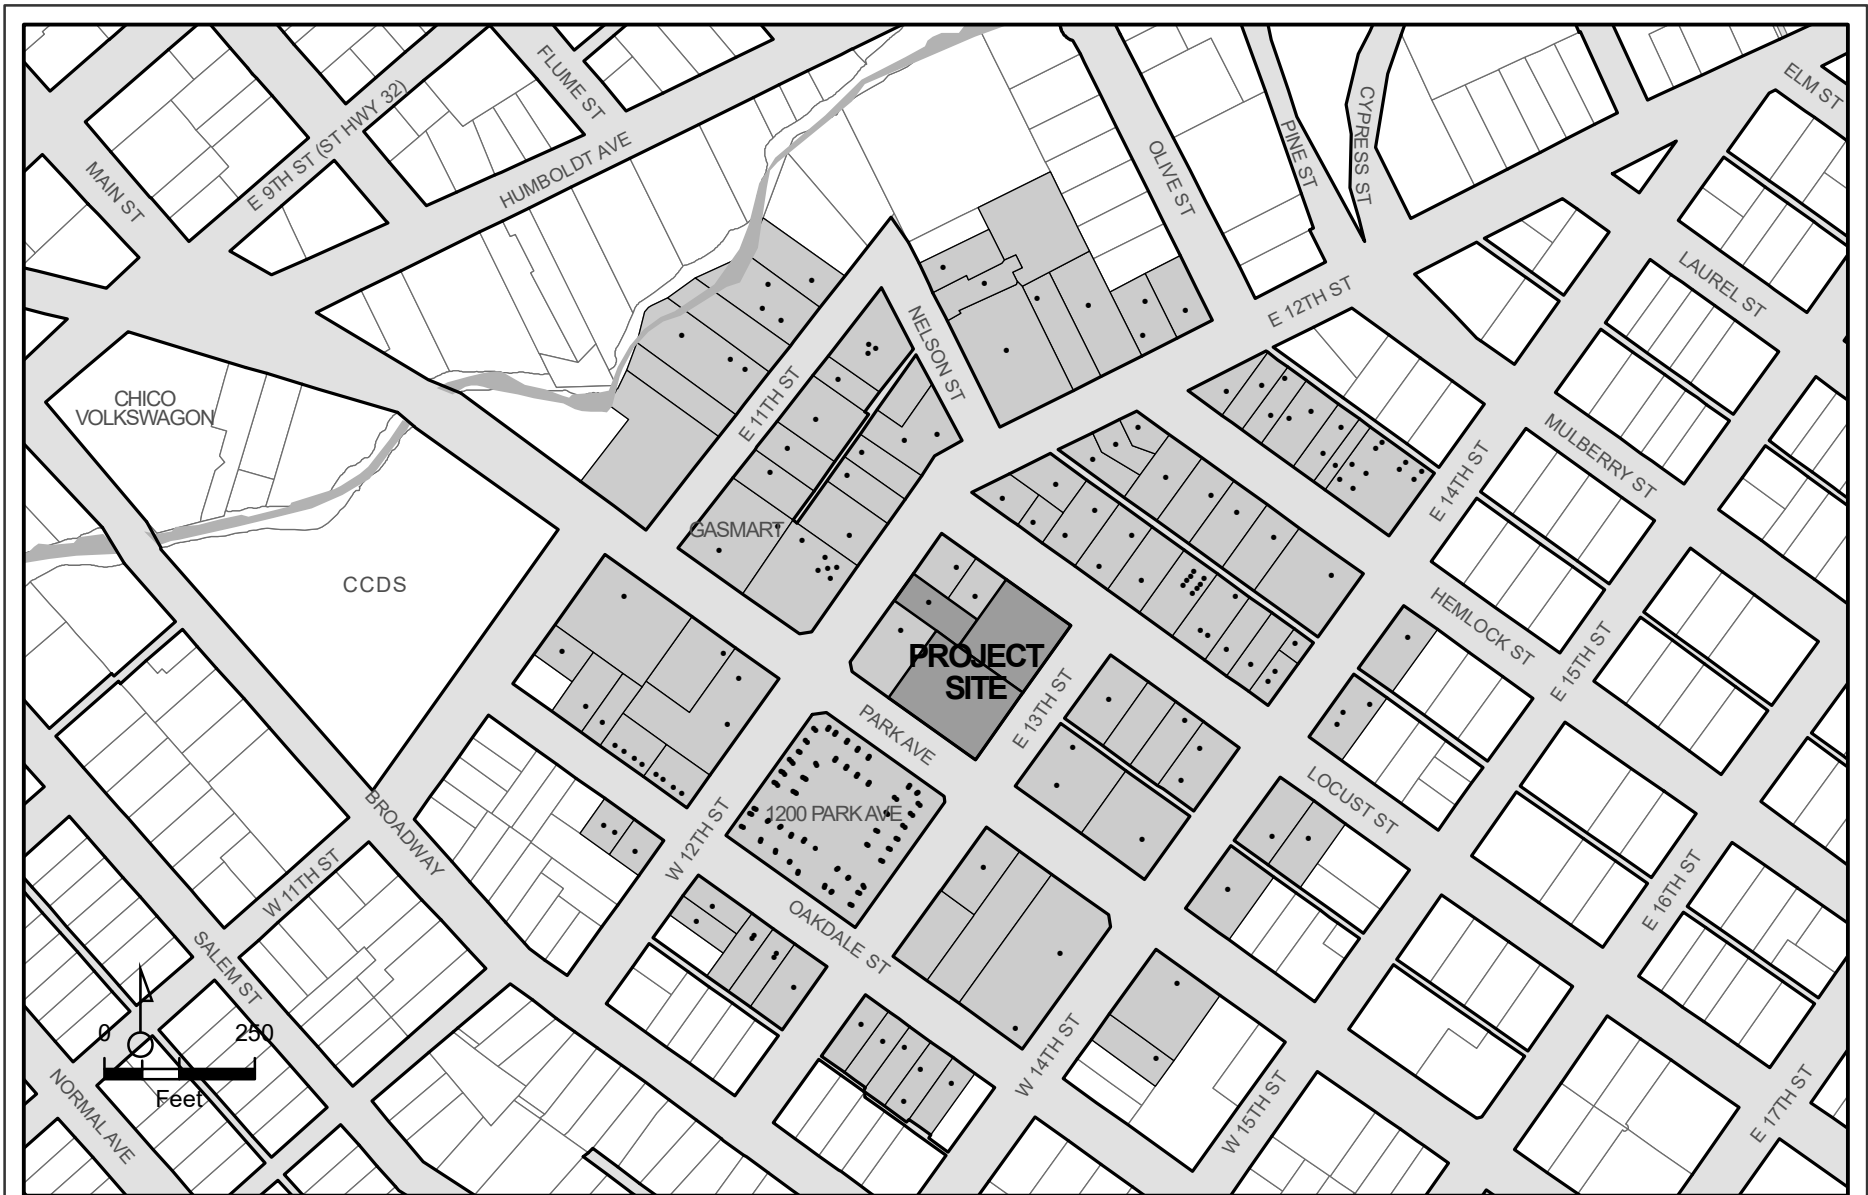 FLUME ST
ELM ST
E 9TH ST (ST HWY 32)
CYPRESS ST
PINE ST
HUMBOLDT AVE
OLIVE ST
MAIN ST
LAUREL ST
E 12TH ST
NELSON ST
CHICO
VOLKSWAGON
E 11TH ST
MULBERRY ST
E 14TH ST
GASMART
CCDS
HEMLOCK ST
PROJECT
SITE
E 15TH ST
E 13TH ST
PARK AVE
LOCUST ST
1200 PARK AVE
BROADWAY
W 12TH ST
W 11TH ST
E 16TH ST
OAKDALE ST
SALEM ST
0 250
Feet
W 14TH ST
NORMAL AVE
W 15TH ST
E 17TH ST